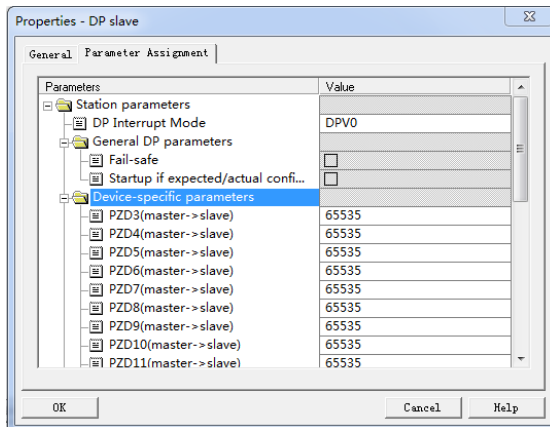 Properties - DP slave
General Parameter Assignment
Parameters Value
Station parameters
DP Interrupt Mode DPV0
General DP parameters
Fail-safe
Startup if expected/actual confi...
Device-specific parameters
PZD3(master->slave) 65535
PZD4(master->slave) 65535
PZD5(master->slave) 65535
PZD6(master->slave) 65535
PZD7(master->slave) 65535
PZD8(master->slave) 65535
PZD9(master->slave) 65535
PZD10(master->slave) 65535
PZD11(master->slave) 65535
OK Cancel Help